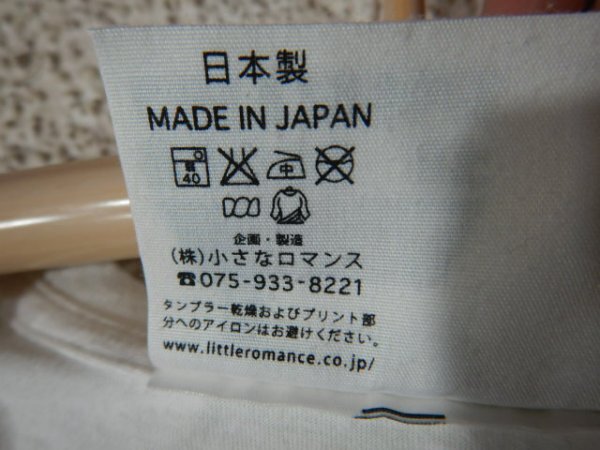 日本製
MADE IN JAPAN
弱
40
中
企画・製造
(株)小さなロマンス
☎075-933-8221
タンブラー乾燥およびプリント部
分へのアイロンはお避けください。
www.littleromance.co.jp/